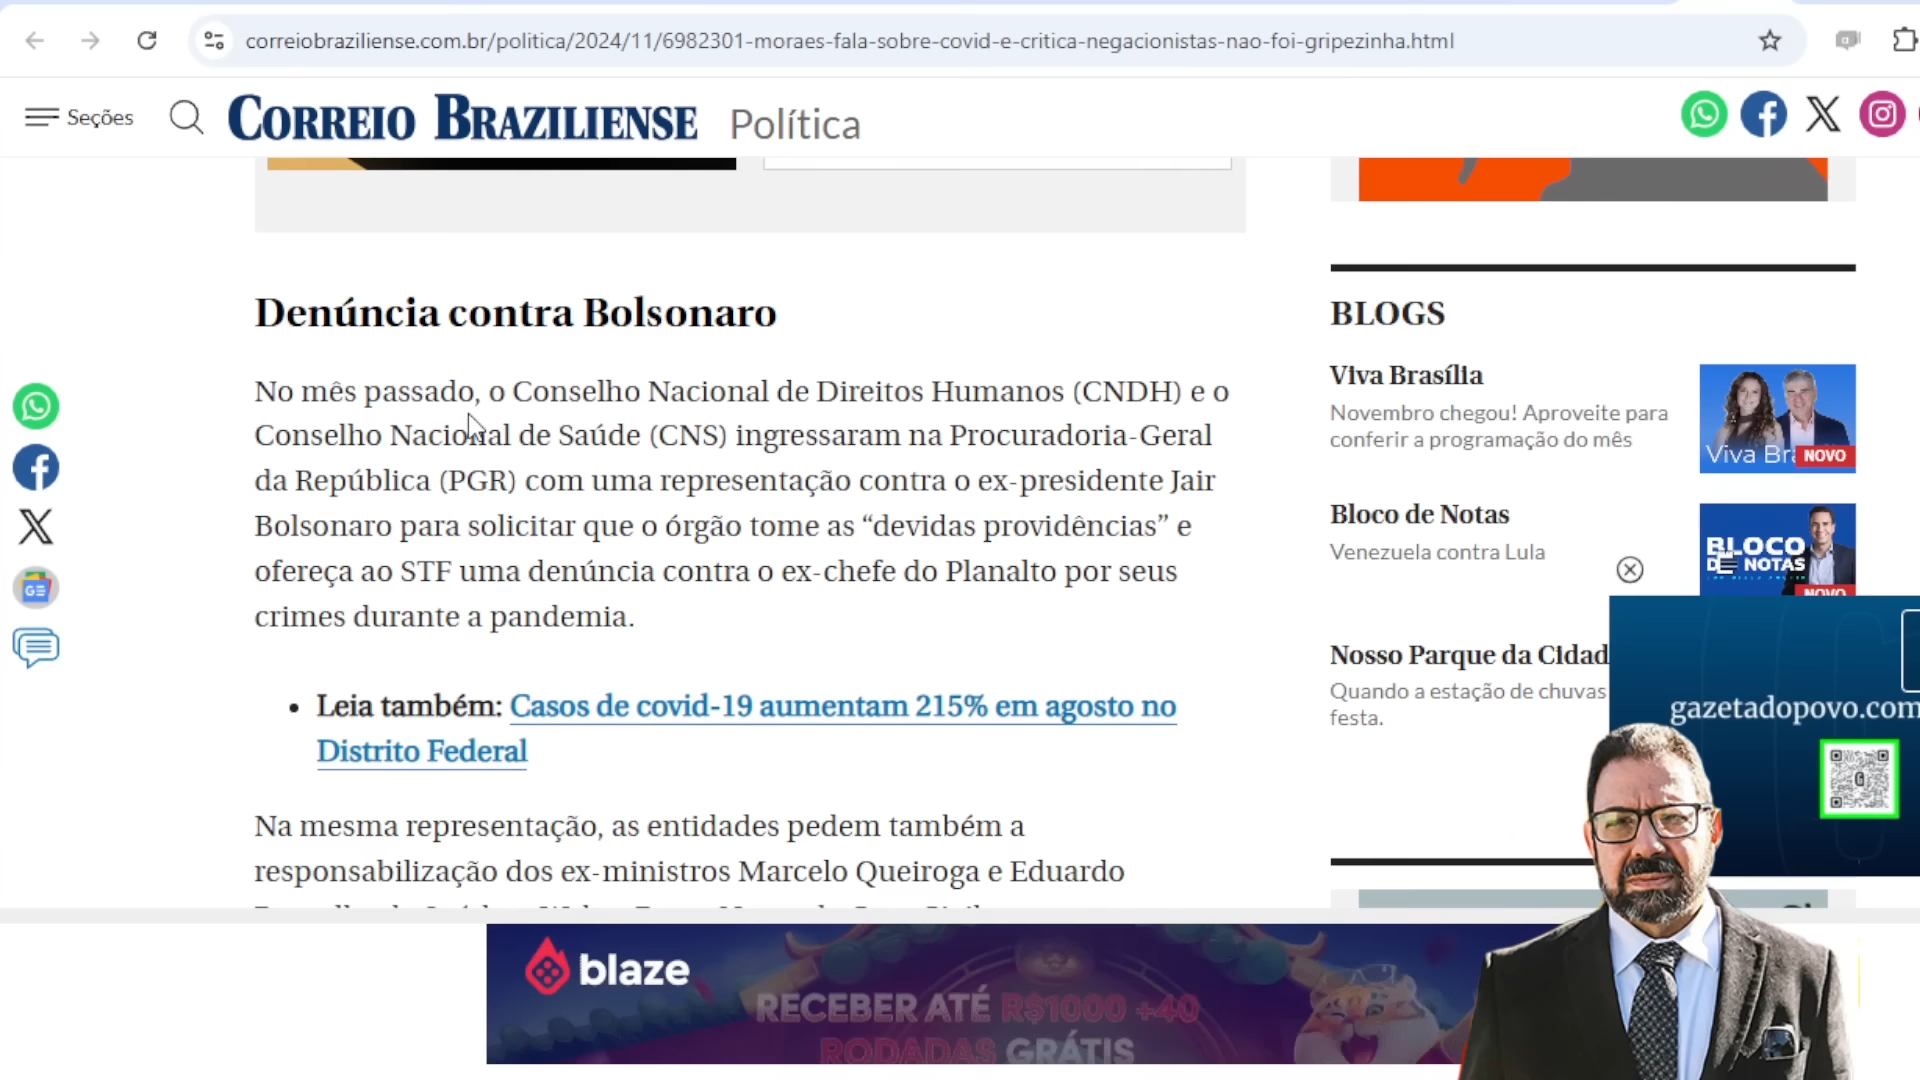 correiobraziliense.com.br/politica/2024/11/6982301-moraes-fala-sobre-covid-e-critica-negacionistas-nao-foi-gripezinha.html
Seções
CORREIO BRAZILIENSE
Política
Denúncia contra Bolsonaro
No mês passado, o Conselho Nacional de Direitos Humanos (CNDH) e o
Conselho Nacional de Saúde (CNS) ingressaram na Procuradoria-Geral
da República (PGR) com uma representação contra o ex-presidente Jair
Bolsonaro para solicitar que o órgão tome as “devidas providências” e
ofereça ao STF uma denúncia contra o ex-chefe do Planalto por seus
crimes durante a pandemia.
• Leia também: Casos de covid-19 aumentam 215% em agosto no
Distrito Federal
Na mesma representação, as entidades pedem também a
responsabilização dos ex-ministros Marcelo Queiroga e Eduardo
BLOGS
Viva Brasília
Novembro chegou! Aproveite para
conferir a programação do mês
Viva Br
NOVO
Bloco de Notas
Venezuela contra Lula
BLOCO
DE NOTAS
NOVO
Nosso Parque da Cidad
Quando a estação de chuvas
festa.
gazetadopovo.com
blaze
RECEBER ATÉ R$1000 +40
RODADAS GRÁTIS